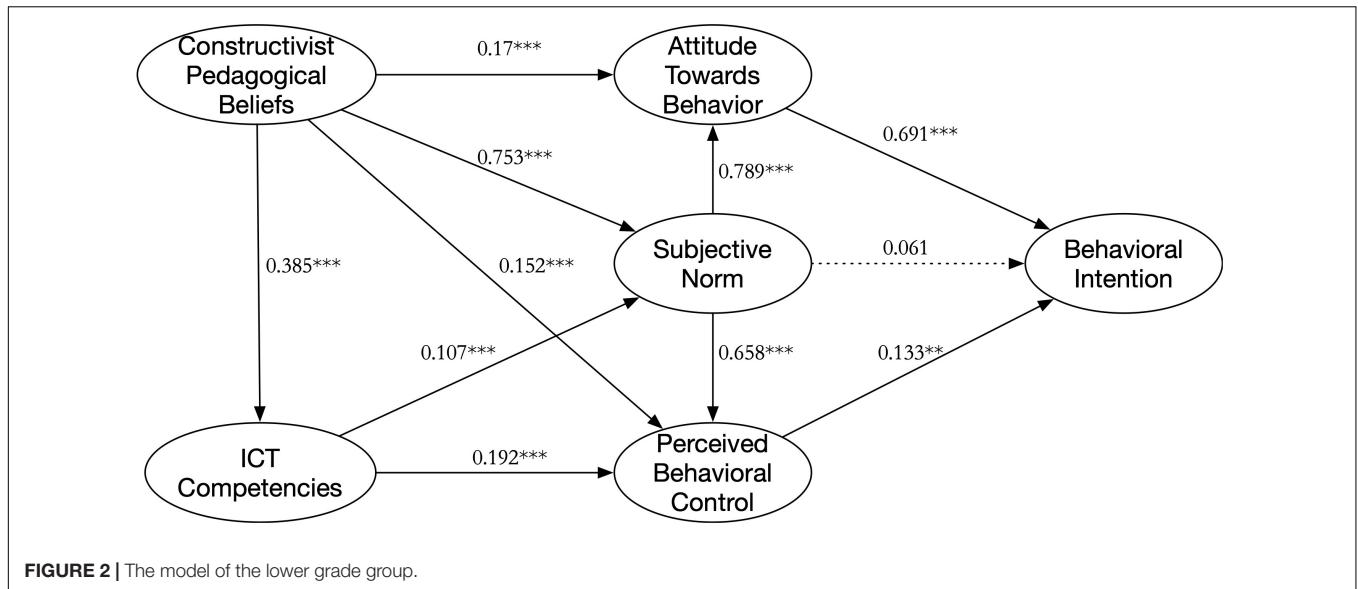 Constructivist
Pedagogical
Beliefs
0.17***
Attitude
Towards
Behavior
0.691***
0.753***
0.789***
0.385***
0.152***
Subjective
Norm
0.061
Behavioral
Intention
0.107***
0.658***
0.133**
ICT
Competencies
0.192***
Perceived
Behavioral
Control
FIGURE 2 | The model of the lower grade group.